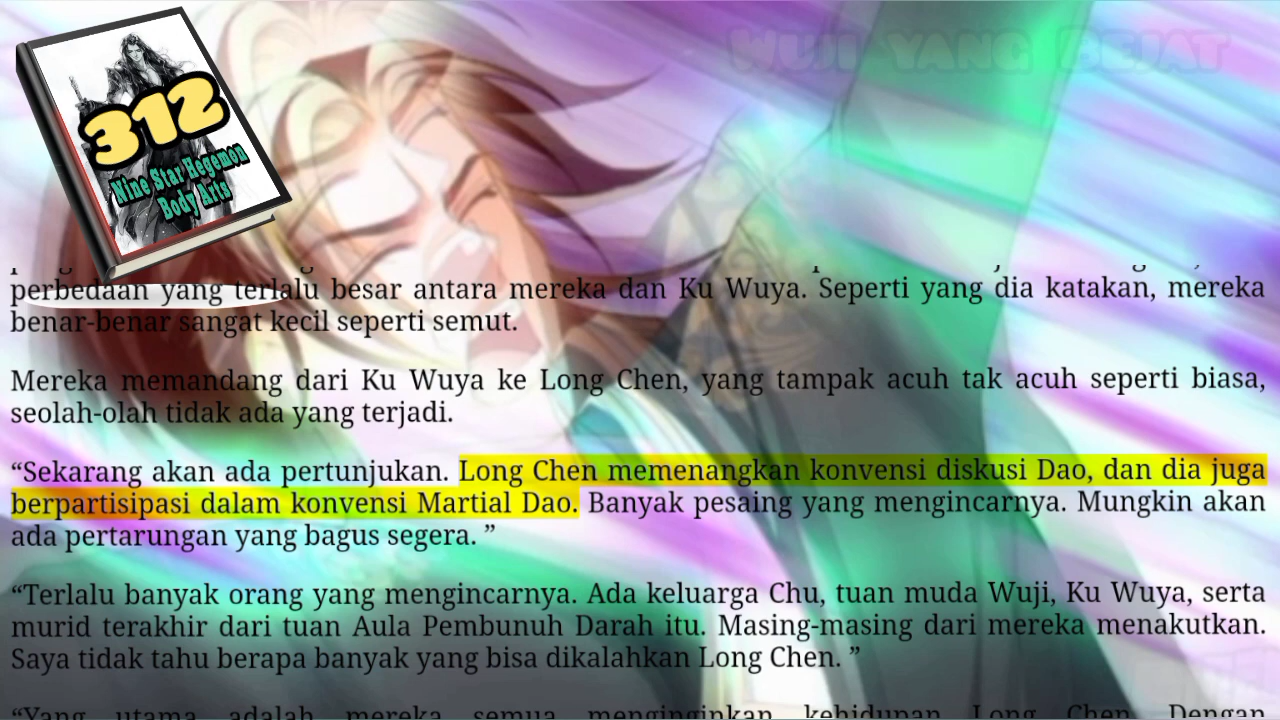 WUJI YANG BEJAT
312
Nine Star Hegemon
Body Arts
perbedaan yang terlalu besar antara mereka dan Ku Wuya. Seperti yang dia katakan, mereka
benar-benar sangat kecil seperti semut.
Mereka memandang dari Ku Wuya ke Long Chen, yang tampak acuh tak acuh seperti biasa,
seolah-olah tidak ada yang terjadi.
“Sekarang akan ada pertunjukan. Long Chen memenangkan konvensi diskusi Dao, dan dia juga
berpartisipasi dalam konvensi Martial Dao. Banyak pesaing yang mengincarnya. Mungkin akan
ada pertarungan yang bagus segera. ”
“Terlalu banyak orang yang mengincarnya. Ada keluarga Chu, tuan muda Wuji, Ku Wuya, serta
murid terakhir dari tuan Aula Pembunuh Darah itu. Masing-masing dari mereka menakutkan.
Saya tidak tahu berapa banyak yang bisa dikalahkan Long Chen. ”
“Yang utama adalah mereka semua menginginkan kehidupan Long Chen. Dengan